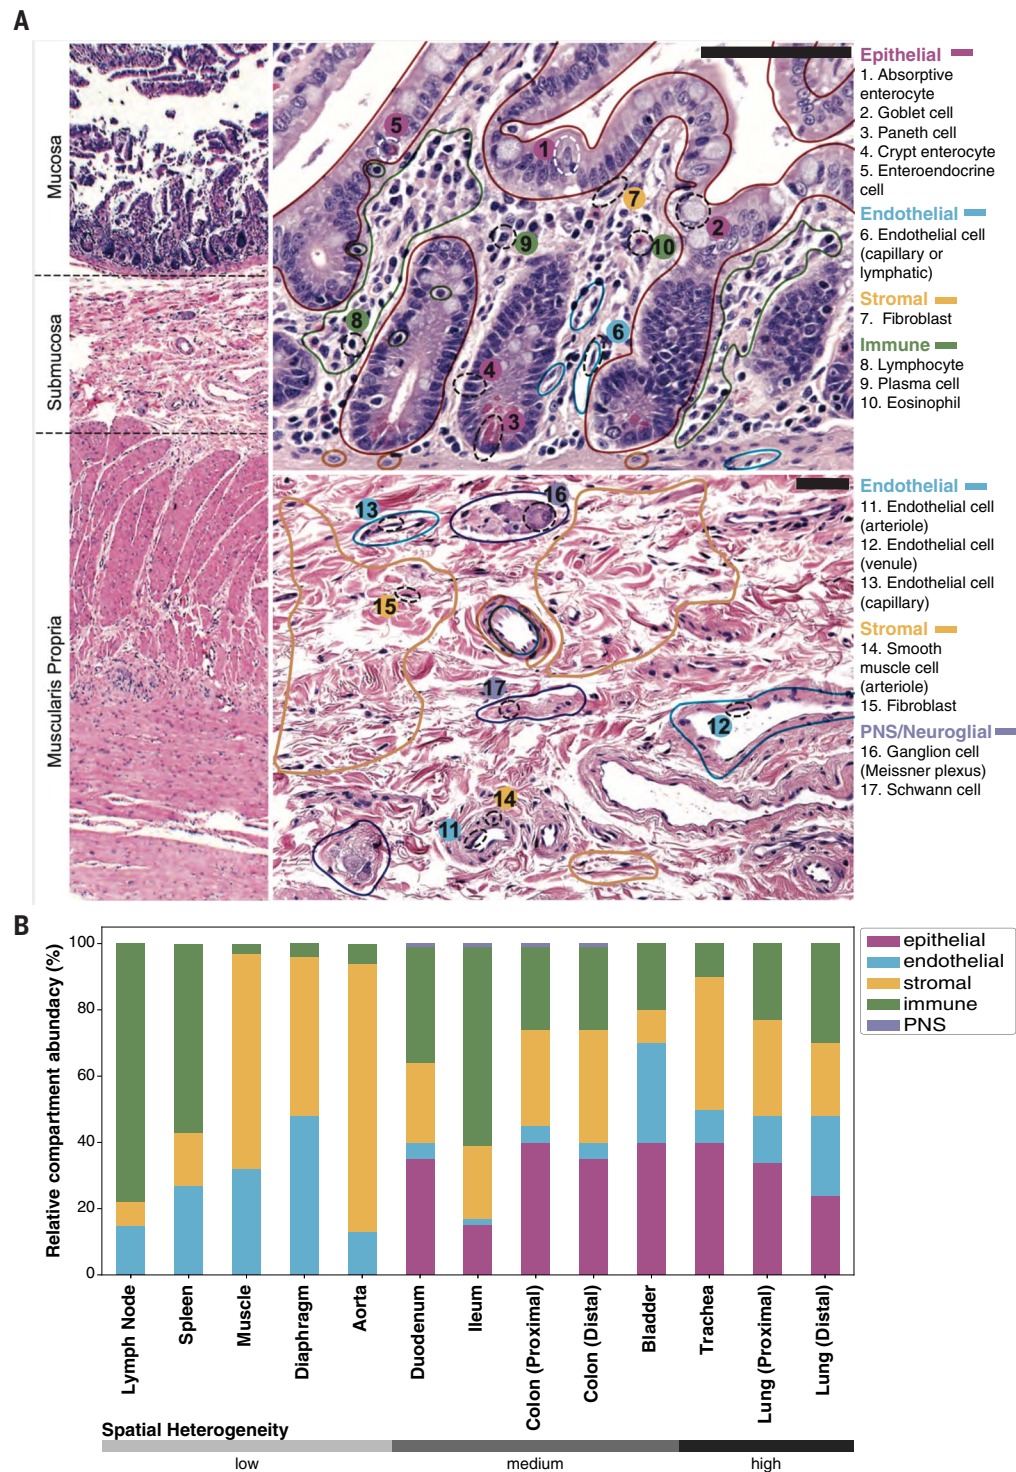 A
Mucosa
Submucosa
Muscularis Propria
5
1
7
2
9
10
8
6
4
3
Epithelial
1. Absorptive
enterocyte
2. Goblet cell
3. Paneth cell
4. Crypt enterocyte
5. Enteroendocrine
cell
Endothelial
6. Endothelial cell
(capillary or
lymphatic)
Stromal
7. Fibroblast
Immune
8. Lymphocyte
9. Plasma cell
10. Eosinophil
16
13
15
17
12
14
11
Endothelial
11. Endothelial cell
(arteriole)
12. Endothelial cell
(venule)
13. Endothelial cell
(capillary)
Stromal
14. Smooth
muscle cell
(arteriole)
15. Fibroblast
PNS/Neuroglial
16. Ganglion cell
(Meissner plexus)
17. Schwann cell
B
Relative compartment abundacy (%)
100
80
60
40
20
0
epithelial
endothelial
stromal
immune
PNS
Lymph Node
Spleen
Muscle
Diaphragm
Aorta
Duodenum
Ileum
Colon (Proximal)
Colon (Distal)
Bladder
Trachea
Lung (Proximal)
Lung (Distal)
Spatial Heterogeneity
low
medium
high